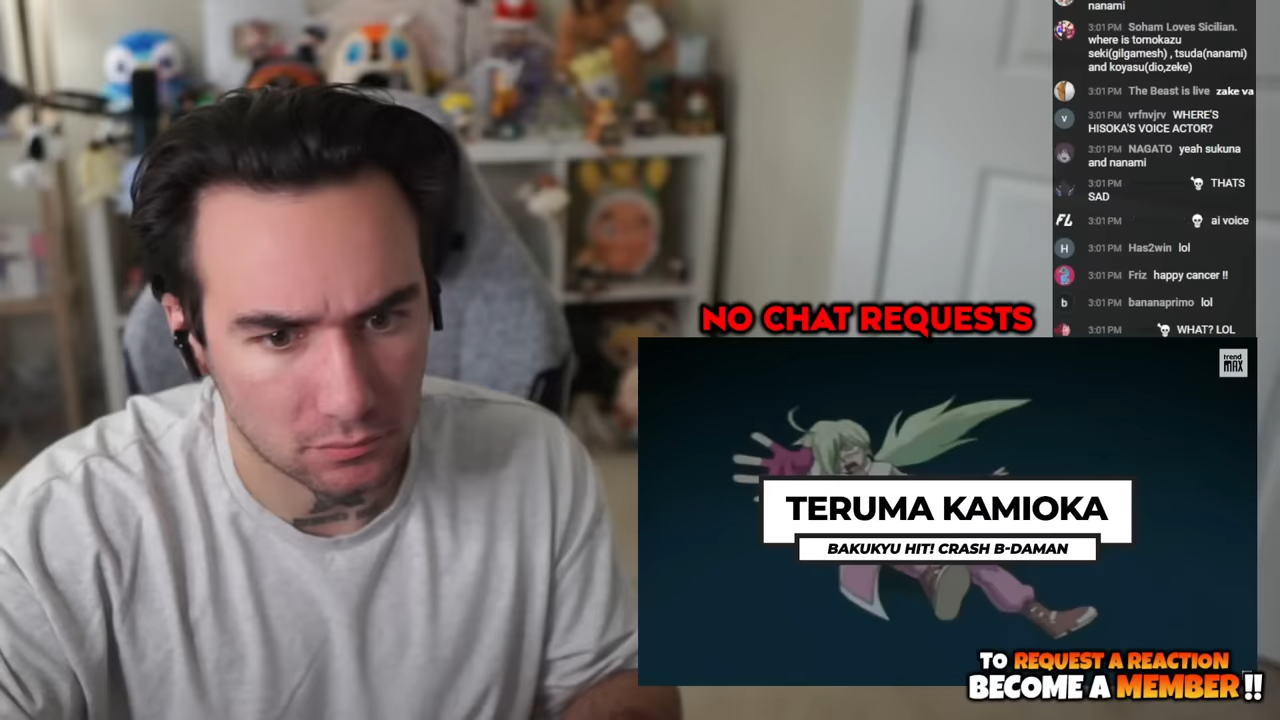 nanami
3:01 PM Soham Loves Sicilian.
where is tomokazu
seki(gilgamesh) , tsuda(nanami)
and koyasu(dio,zeke)
3:01 PM The Beast is live zake va
3:01 PM vrfnvjrv WHERE'S
HISOKA'S VOICE ACTOR?
3:01 PM NAGATO yeah sukuna
and nanami
3:01 PM THATS
SAD
FL 3:01 PM ai voice
H 3:01 PM Has2win lol
3:01 PM Friz happy cancer !!
b 3:01 PM bananaprimo lol
3:01 PM WHAT? LOL
NO CHAT REQUESTS
trend
MAX
TERUMA KAMIOKA
BAKUKYU HIT! CRASH B-DAMAN
TO REQUEST A REACTION
BECOME A MEMBER !!